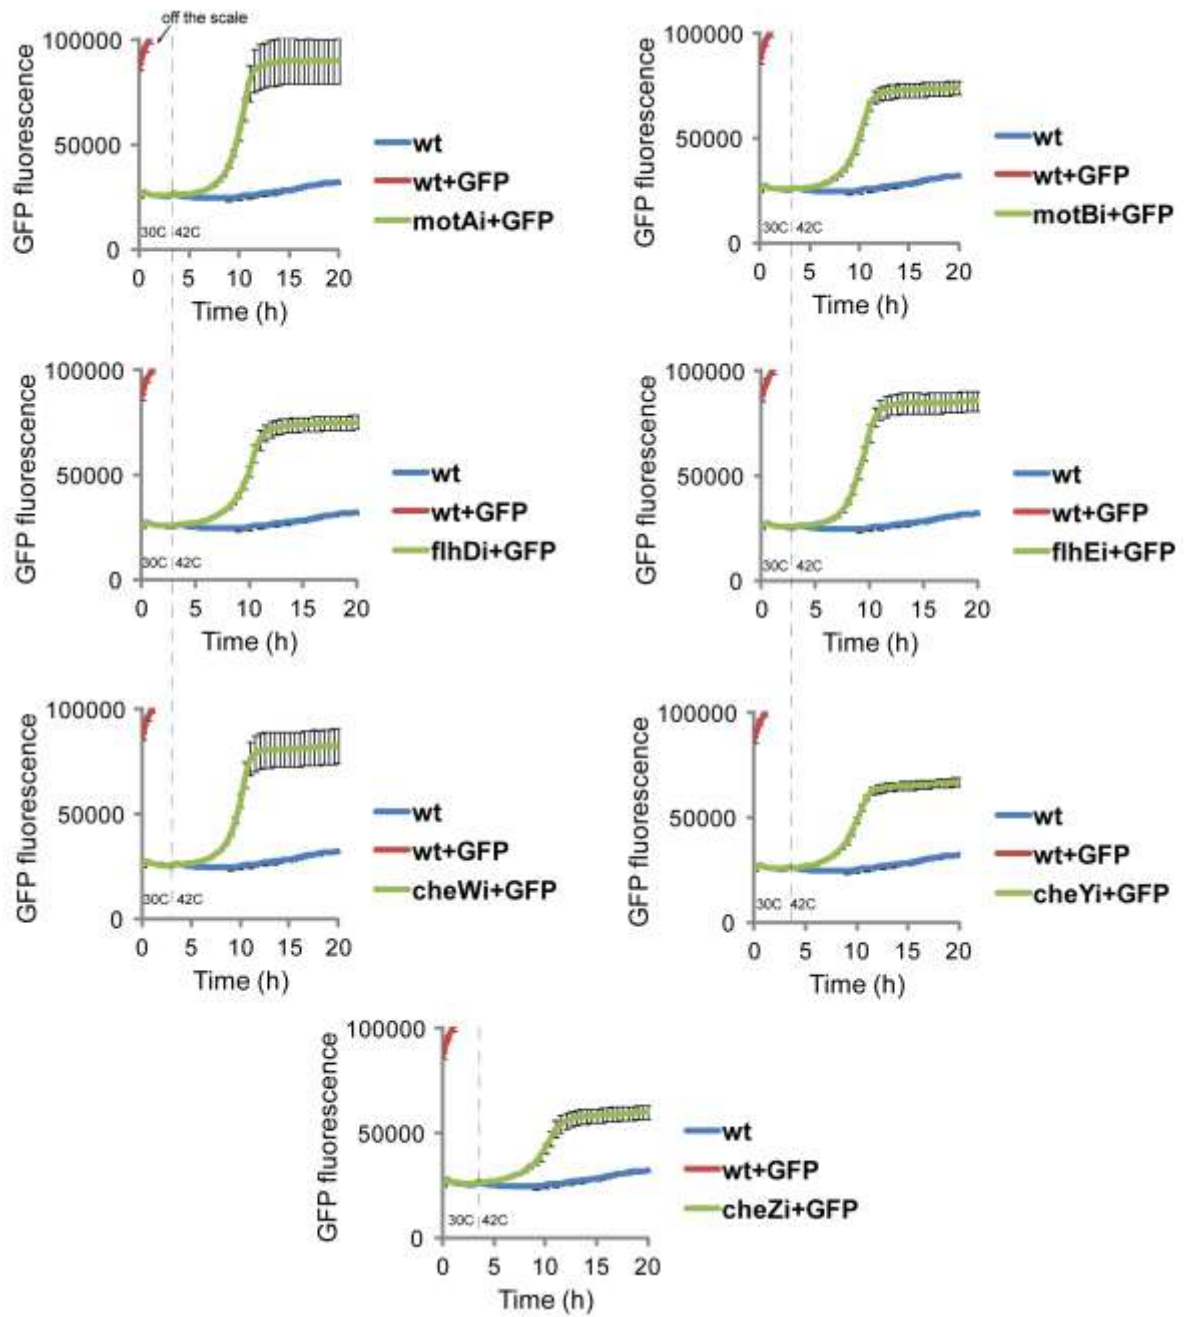 off the scale
100000
50000
0
GFP fluorescence
30C 42C
0 5 10 15 20
Time (h)
wt
wt+GFP
motAi+GFP
100000
50000
0
GFP fluorescence
30C 42C
0 5 10 15 20
Time (h)
wt
wt+GFP
motBi+GFP
100000
50000
0
GFP fluorescence
30C 42C
0 5 10 15 20
Time (h)
wt
wt+GFP
flhDi+GFP
100000
50000
0
GFP fluorescence
30C 42C
0 5 10 15 20
Time (h)
wt
wt+GFP
flhEi+GFP
100000
50000
0
GFP fluorescence
30C 42C
0 5 10 15 20
Time (h)
wt
wt+GFP
cheWi+GFP
100000
50000
0
GFP fluorescence
30C 42C
0 5 10 15 20
Time (h)
wt
wt+GFP
cheYi+GFP
100000
50000
0
GFP fluorescence
30C 42C
0 5 10 15 20
Time (h)
wt
wt+GFP
cheZi+GFP